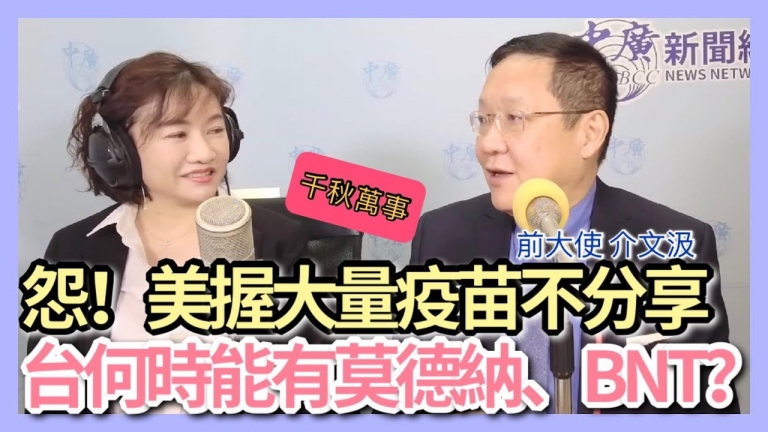 中廣新聞網
BCC
NEWS NETW
千秋萬事
前大使 介文汲
怨！美握大量疫苗不分享
台何時能有莫德納、BNT？